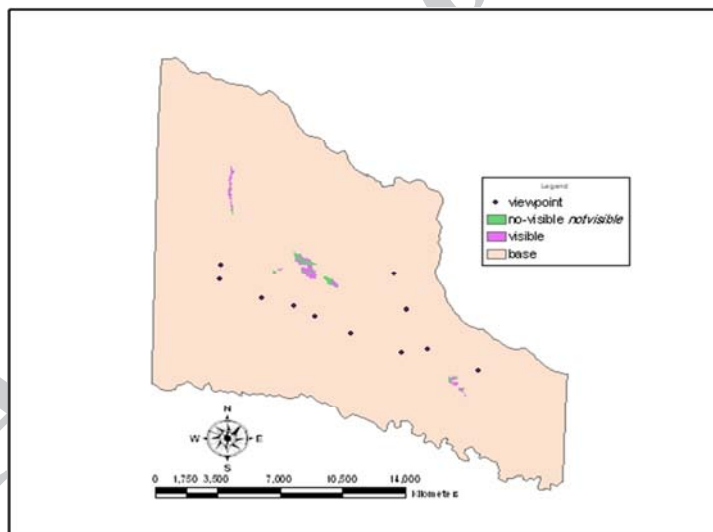 Legend
viewpoint
no-visible notvisible
visible
base
N
W E
S
0 1,750 3,500 7,000 10,500 14,000
Kilometers